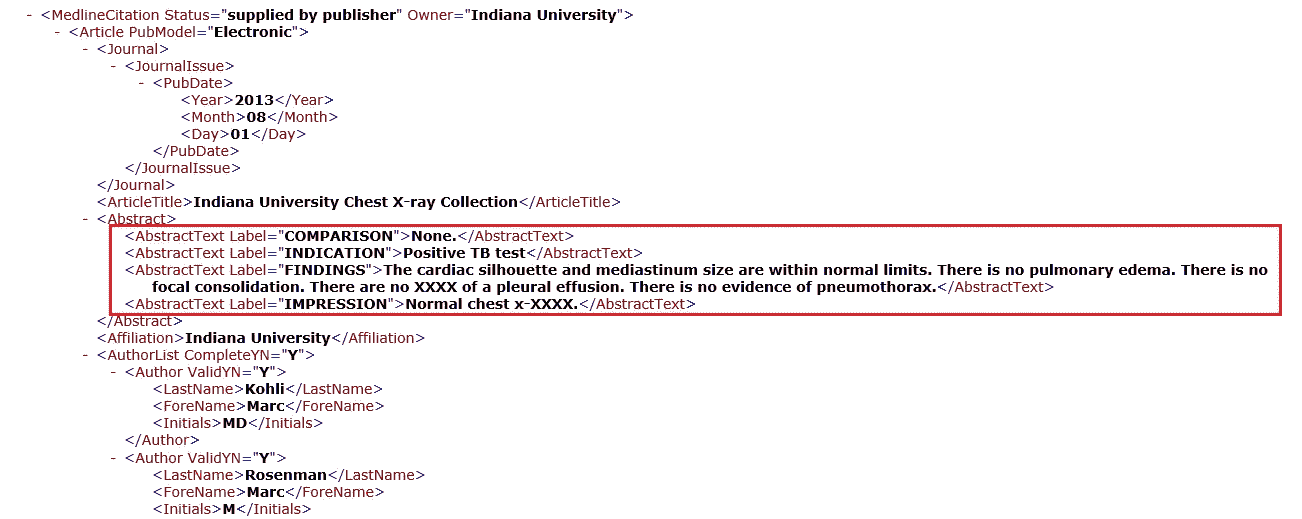 - <MedlineCitation Status="supplied by publisher" Owner="Indiana University">
- <Article PubModel="Electronic">
- <Journal>
- <JournalIssue>
- <PubDate>
<Year>2013</Year>
<Month>08</Month>
<Day>01</Day>
</PubDate>
</JournalIssue>
</Journal>
<ArticleTitle>Indiana University Chest X-ray Collection</ArticleTitle>
- <Abstract>
<AbstractText Label="COMPARISON">None.</AbstractText>
<AbstractText Label="INDICATION">Positive TB test</AbstractText>
<AbstractText Label="FINDINGS">The cardiac silhouette and mediastinum size are within normal limits. There is no pulmonary edema. There is no
focal consolidation. There are no XXXX of a pleural effusion. There is no evidence of pneumothorax.</AbstractText>
<AbstractText Label="IMPRESSION">Normal chest x-XXXX.</AbstractText>
</Abstract>
<Affiliation>Indiana University</Affiliation>
- <AuthorList CompleteYN="Y">
- <Author ValidYN="Y">
<LastName>Kohli</LastName>
<ForeName>Marc</ForeName>
<Initials>MD</Initials>
</Author>
- <Author ValidYN="Y">
<LastName>Rosenman</LastName>
<ForeName>Marc</ForeName>
<Initials>M</Initials>